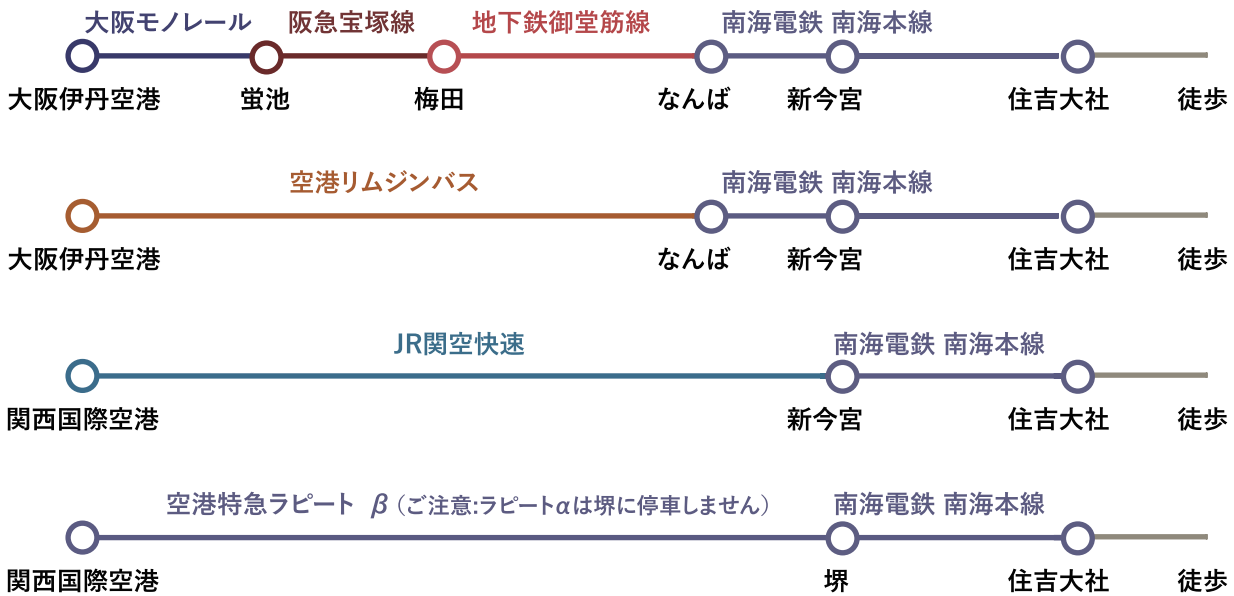 大阪モノレール 阪急宝塚線 地下鉄御堂筋線 南海電鉄 南海本線
大阪伊丹空港 蛍池 梅田 なんば 新今宮 住吉大社 徒歩
空港リムジンバス 南海電鉄 南海本線
大阪伊丹空港 なんば 新今宮 住吉大社 徒歩
JR関空快速 南海電鉄 南海本線
関西国際空港 新今宮 住吉大社 徒歩
空港特急ラピート β（ご注意:ラピートαは堺に停車しません） 南海電鉄 南海本線
関西国際空港 堺 住吉大社 徒歩